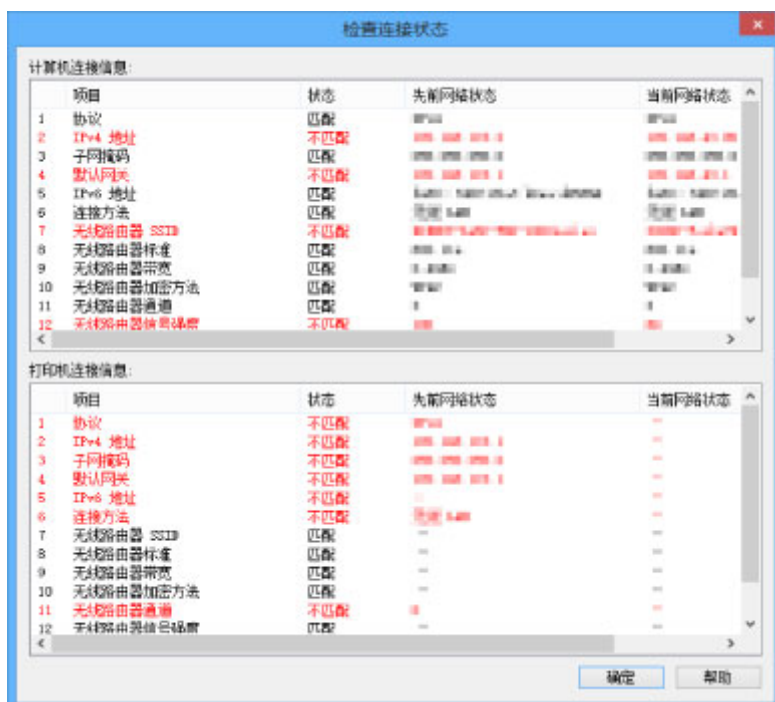 检查连接状态
计算机连接信息:
项目 状态 先前网络状态 当前网络状态
1 协议 匹配
2 IPv4 地址 不匹配
3 子网掩码 匹配
4 默认网关 不匹配
5 IPv6 地址 匹配
6 连接方法 匹配
7 无线路由器 SSID 不匹配
8 无线路由器标准 匹配
9 无线路由器带宽 匹配
10 无线路由器加密方法 匹配
11 无线路由器通道 匹配
12 无线路由器信号强度 不匹配
打印机连接信息:
项目 状态 先前网络状态 当前网络状态
1 协议 不匹配
2 IPv4 地址 不匹配
3 子网掩码 不匹配
4 默认网关 不匹配
5 IPv6 地址 不匹配
6 连接方法 不匹配
7 无线路由器 SSID 匹配
8 无线路由器标准 匹配
9 无线路由器带宽 匹配
10 无线路由器加密方法 匹配
11 无线路由器通道 不匹配
12 无线路由器信号强度 匹配
确定 帮助